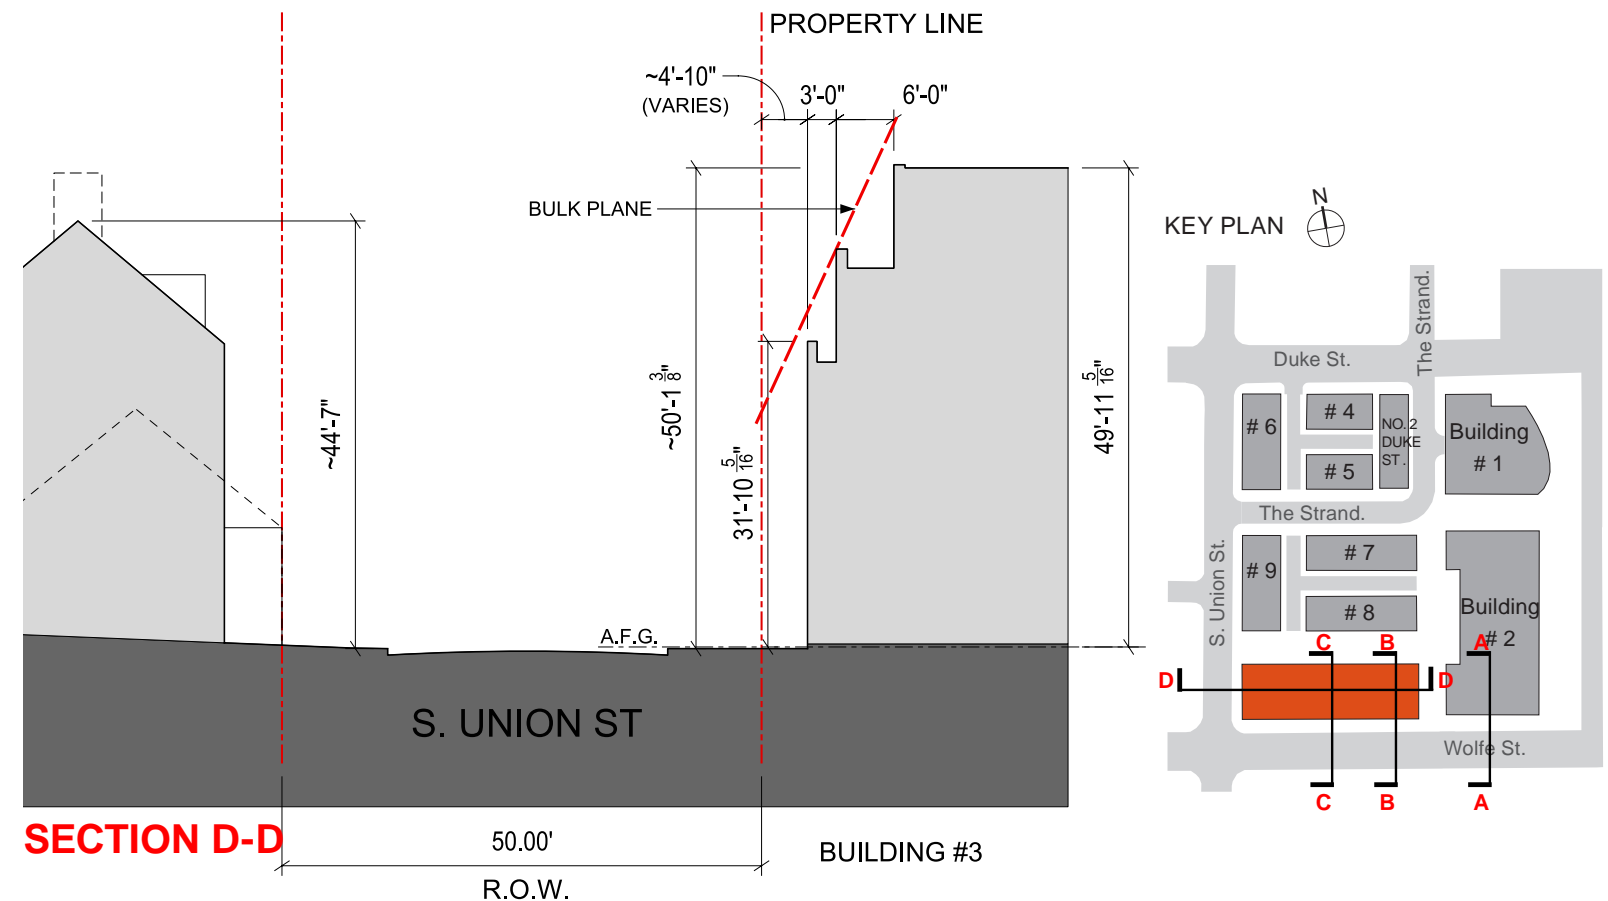 PROPERTY LINE
~4'-10"
(VARIES)
3'-0"
6'-0"
BULK PLANE
~44'-7"
~50'-1 3/8"
31'-10 5/16"
49'-11 5/16"
A.F.G.
S. UNION ST
SECTION D-D
50.00'
R.O.W.
BUILDING #3
KEY PLAN
N
The Strand.
Duke St.
# 6
# 4
# 5
NO. 2
DUKE
ST.
Building
# 1
The Strand.
S. Union St.
# 9
# 7
# 8
Building
# 2
C
B
A
D
D
Wolfe St.
C
B
A